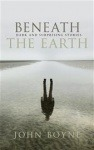 BENEATH
DARK AND SURPRISING STORIES
THE EARTH
JOHN BOYNE